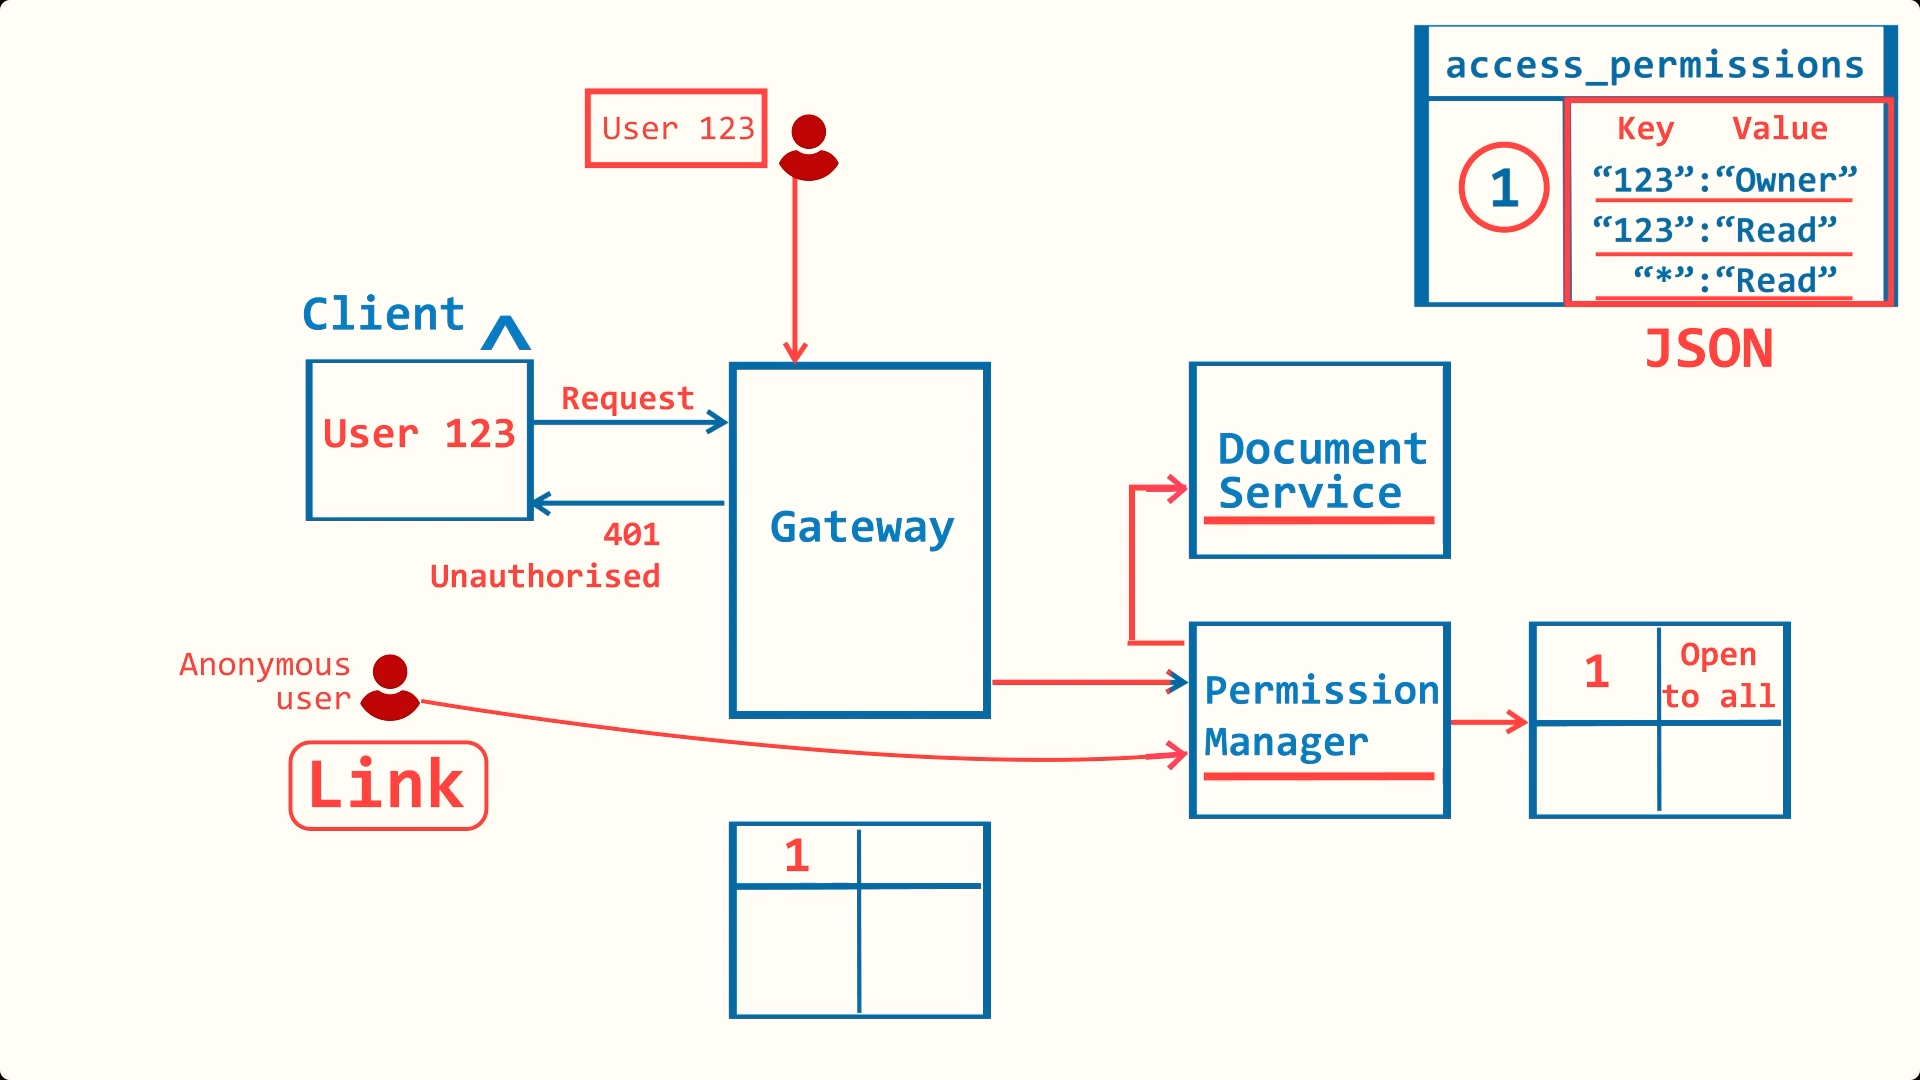 access_permissions
User 123
Key Value
1
“123”:“Owner”
“123”:“Read”
“*”:“Read”
JSON
Client
User 123
Request
401
Unauthorised
Gateway
Document
Service
Anonymous
user
Link
Permission
Manager
1
Open
to all
1